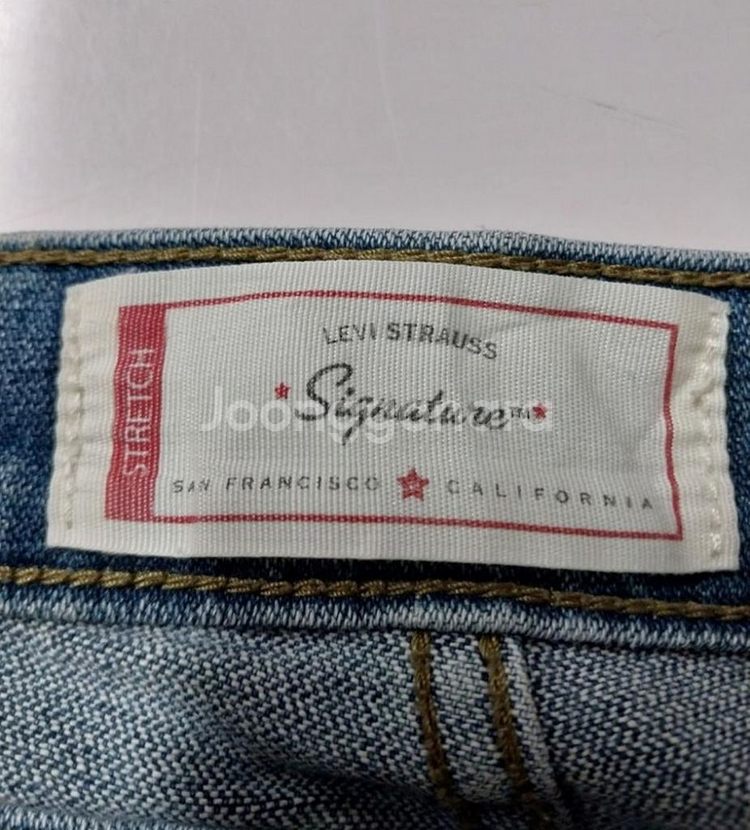 LEVI STRAUSS
Signature™
STRETCH
SAN FRANCISCO CALIFORNIA